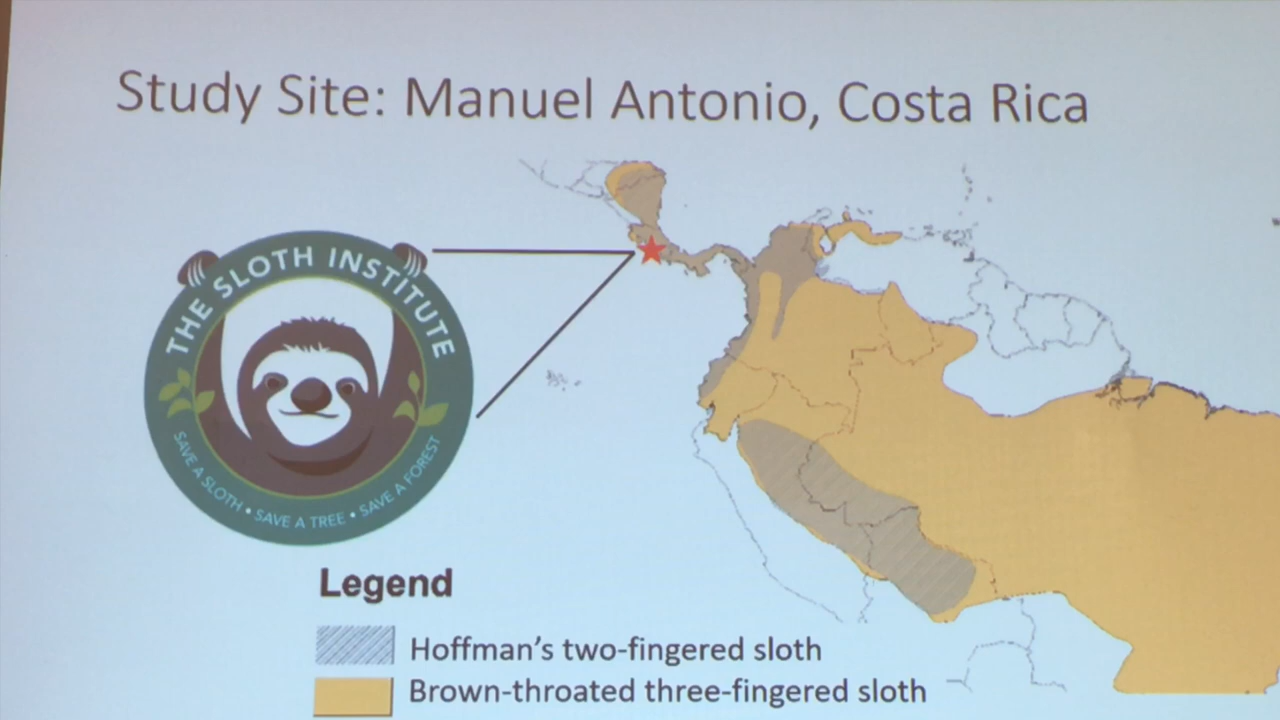 Study Site: Manuel Antonio, Costa Rica
THE SLOTH INSTITUTE
SAVE A SLOTH • SAVE A TREE • SAVE A FOREST
Legend
Hoffman's two-fingered sloth
Brown-throated three-fingered sloth